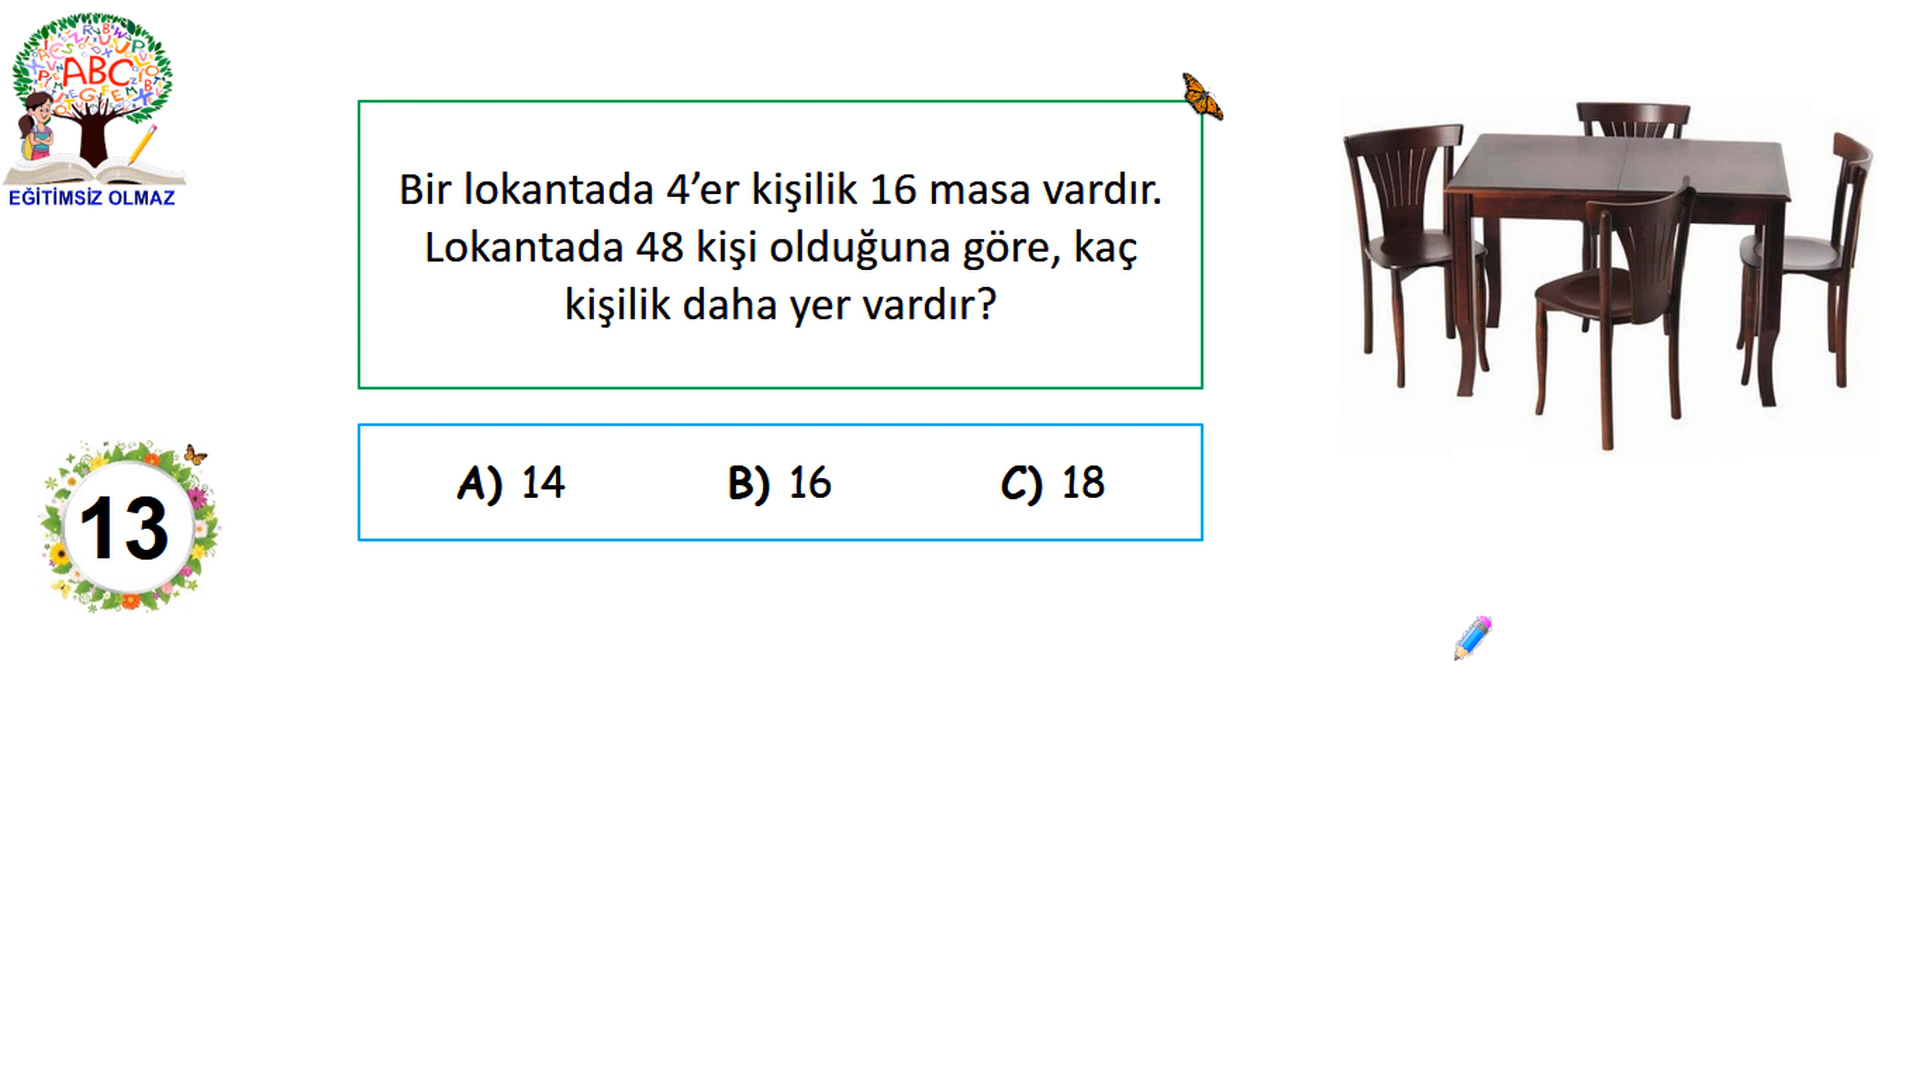 ABC
EĞİTİMSİZ OLMAZ
Bir lokantada 4’er kişilik 16 masa vardır.
Lokantada 48 kişi olduğuna göre, kaç
kişilik daha yer vardır?
13
A) 14 B) 16 C) 18